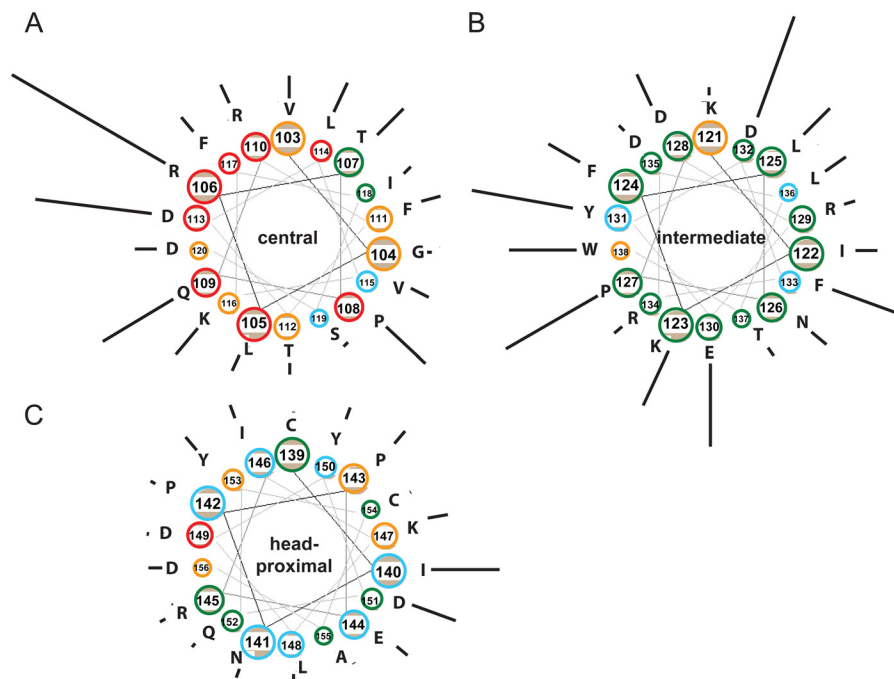 A
B
R
V
L
T
F
I
R
F
D
G
D
V
Q
P
K
S
L
T
103
114
107
110
117
118
106
111
113
central
104
120
115
109
116
108
105
112
119
K
D
D
L
D
L
F
R
Y
I
W
F
P
N
R
T
K
E
121
132
128
125
135
136
124
129
131
intermediate
122
138
133
127
134
126
123
130
137
C
C
I
Y
Y
P
P
C
D
K
D
I
R
D
Q
E
N
L
A
139
146
150
143
153
142
154
149
147
head-
proximal
156
140
145
151
152
144
141
148
155